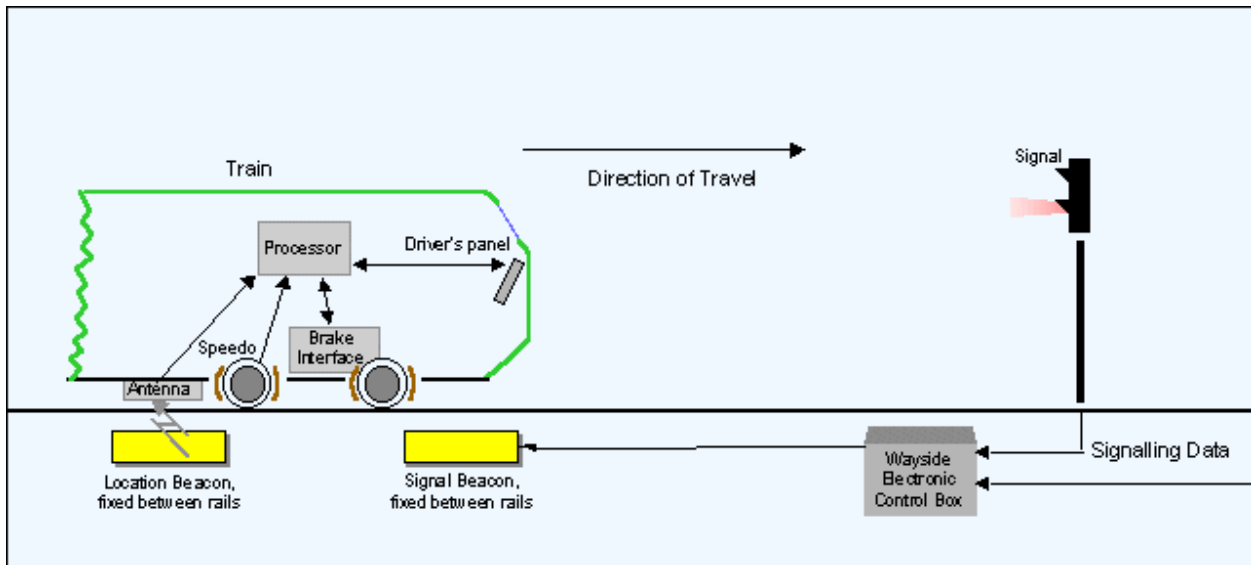 Train
Direction of Travel
Signal
Processor
Driver's panel
Speedo
Brake
Interface
Antenna
Location Beacon,
fixed between rails
Signal Beacon,
fixed between rails
Wayside
Electronic
Control Box
Signalling Data